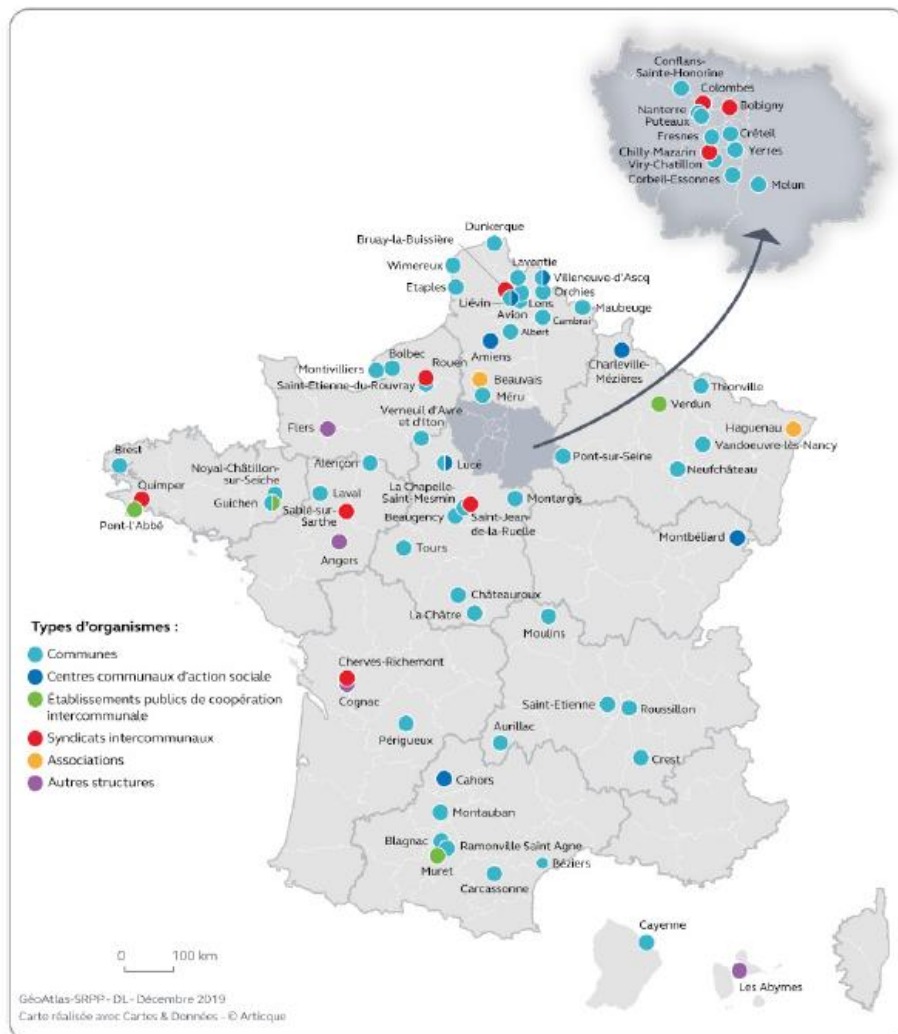 Conflans-
Sainte-Honorine
Colombes
Nanterre
Bobigny
Puteaux
Fresnes
Créteil
Chilly-Mazarin
Yerres
Viry-Chatillon
Corbeil-Essonnes
Melun
Dunkerque
Bruay-la-Buissière
Laventie
Wimereux
Villeneuve-d'Ascq
Etaples
Orchies
Liévin
Lens
Maubeuge
Avion
Cambrai
Albert
Amiens
Charleville-
Mézières
Bolbec
Rouen
Montivilliers
Beauvais
Saint-Etienne-du-Rouvray
Méru
Thionville
Verdun
Verneuil d'Avre
et d'Iton
Haguenau
Flers
Vandoeuvre-lès-Nancy
Brest
Noyal-Châtillon-
sur-Seiche
Alençon
Lucé
Pont-sur-Seine
Neufchâteau
Quimper
Guichen
Laval
La Chapelle-
Saint-Mesmin
Montargis
Pont-l'Abbé
Sablé-sur-
Sarthe
Beaugency
Saint-Jean-
de-la-Ruelle
Montbéliard
Angers
Tours
Châteauroux
La Châtre
Moulins
Types d'organismes :
Communes
Centres communaux d'action sociale
Établissements publics de coopération
intercommunale
Syndicats intercommunaux
Associations
Autres structures
Cherves-Richemont
Cognac
Saint-Etienne
Roussillon
Périgueux
Aurillac
Crest
Cahors
Montauban
Blagnac
Ramonville Saint Agne
Muret
Béziers
Carcassonne
Cayenne
Les Abymes
0 100 km
GéoAtlas-SRPP - DL - Décembre 2019
Carte réalisée avec Cartes & Données - © Articque